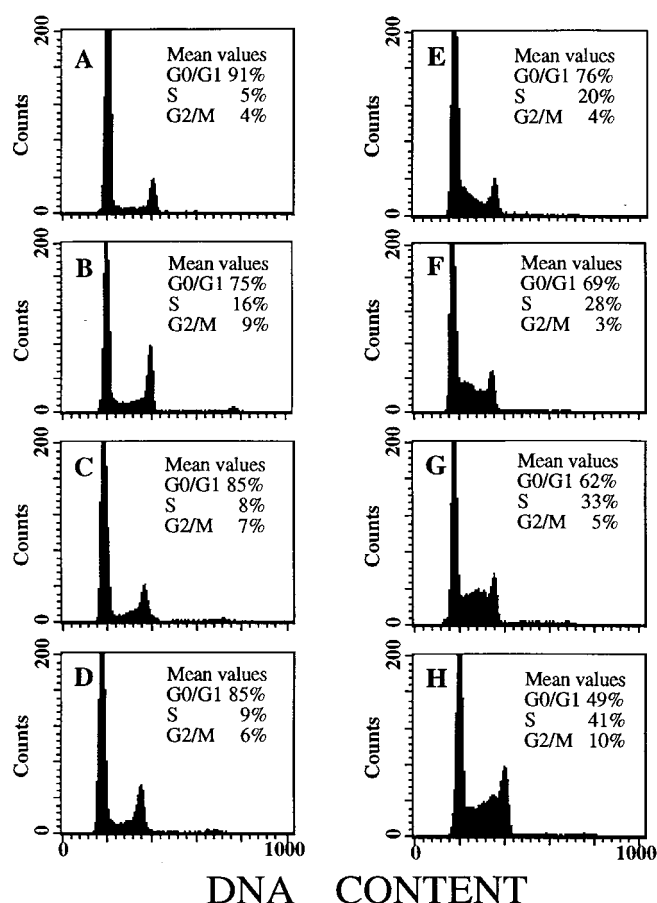 A
Mean values
G0/G1 91%
S 5%
G2/M 4%
200
Counts
0
B
Mean values
G0/G1 75%
S 16%
G2/M 9%
200
Counts
0
C
Mean values
G0/G1 85%
S 8%
G2/M 7%
200
Counts
0
D
Mean values
G0/G1 85%
S 9%
G2/M 6%
200
Counts
0
0 1000
E
Mean values
G0/G1 76%
S 20%
G2/M 4%
200
Counts
0
F
Mean values
G0/G1 69%
S 28%
G2/M 3%
200
Counts
0
G
Mean values
G0/G1 62%
S 33%
G2/M 5%
200
Counts
0
H
Mean values
G0/G1 49%
S 41%
G2/M 10%
200
Counts
0
0 1000
DNA CONTENT